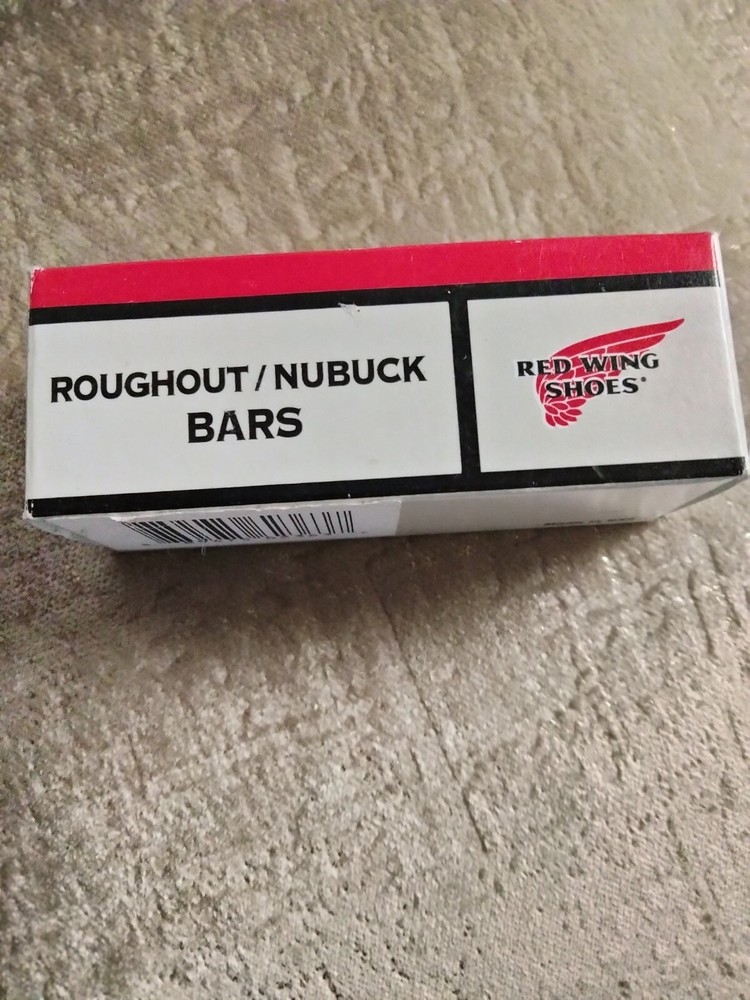 ROUGHOUT / NUBUCK
BARS
RED WING
SHOES®